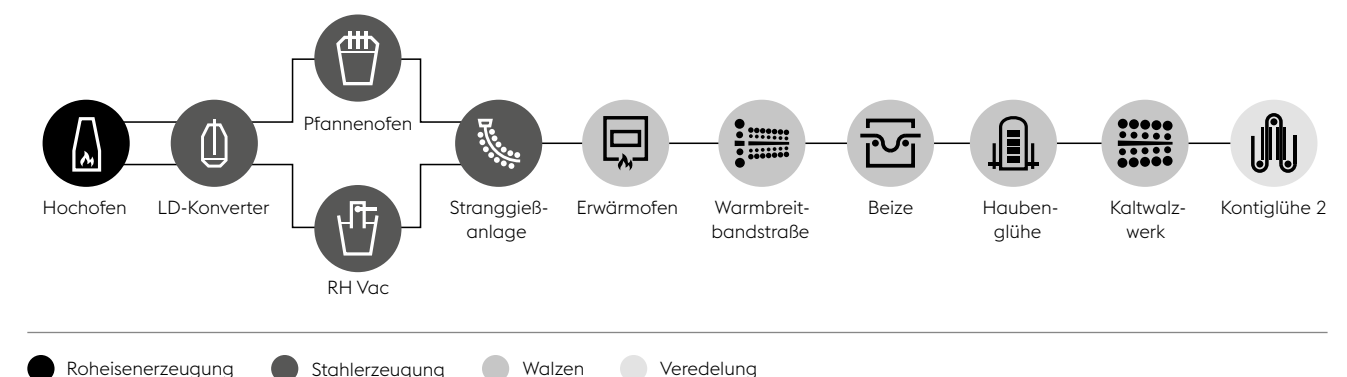 Pfannenofen
Hochofen
LD-Konverter
Stranggieß-
anlage
Erwärmofen
Warmbreit-
bandstraße
Beize
Hauben-
glühe
Kaltwalz-
werk
Kontiglühe 2
RH Vac
Roheisenerzeugung
Stahlerzeugung
Walzen
Veredelung